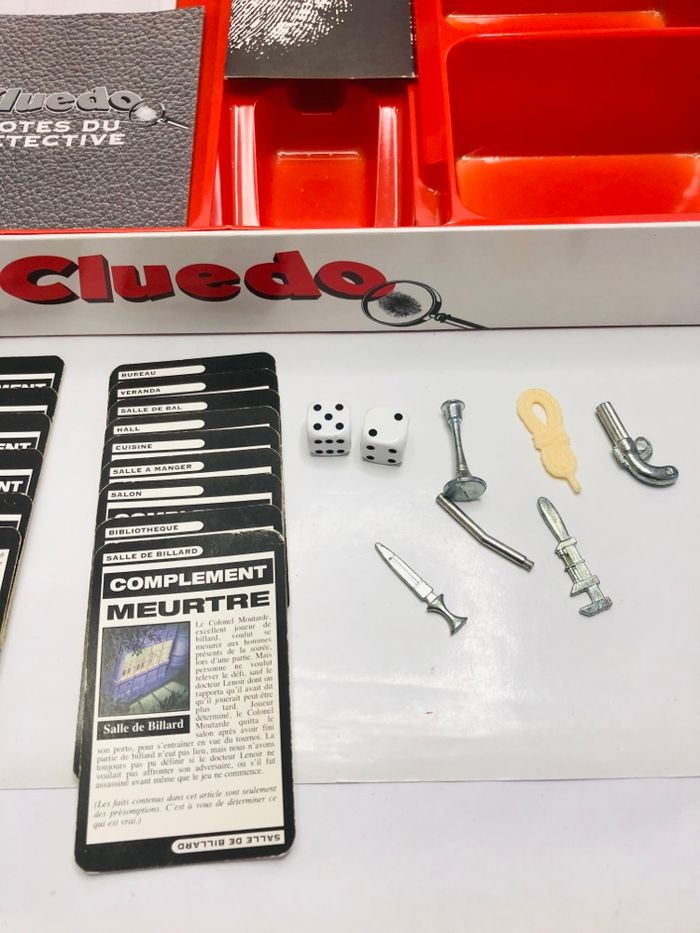 Cluedo
NOTES DU
DETECTIVE
Cluedo
MENT
MENT
NT
BUREAU
VERANDA
SALLE DE BAL
HALL
CUISINE
SALLE A MANGER
SALON
BIBLIOTHEQUE
SALLE DE BILLARD
COMPLEMENT
MEURTRE
Le Colonel Moutarde,
excellent joueur de
billard, voulut se
mesurer aux hommes
présents de la soirée,
lors d'une partie. Mais
personne ne voulut
relever le défi, sauf le
docteur Lenoir dont on
rapporta qu'il avait dit
qu'il jouerait peut-être
plus tard. Joueur
déterminé, le Colonel
Moutarde quitta le
salon après avoir fini
Salle de Billard
son porto, pour s'entraîner en vue du tournoi. La
partie de billard n'eut pas lieu, mais nous n'avons
toujours pas pu définir si le docteur Lenoir ne
voulait pas affronter son adversaire, ou s'il fut
assassiné avant même que le jeu ne commence.
(Les faits contenus dans cet article sont seulement
des présomptions. C'est à vous de déterminer ce
qui est vrai.)
SALLE DE BILLARD